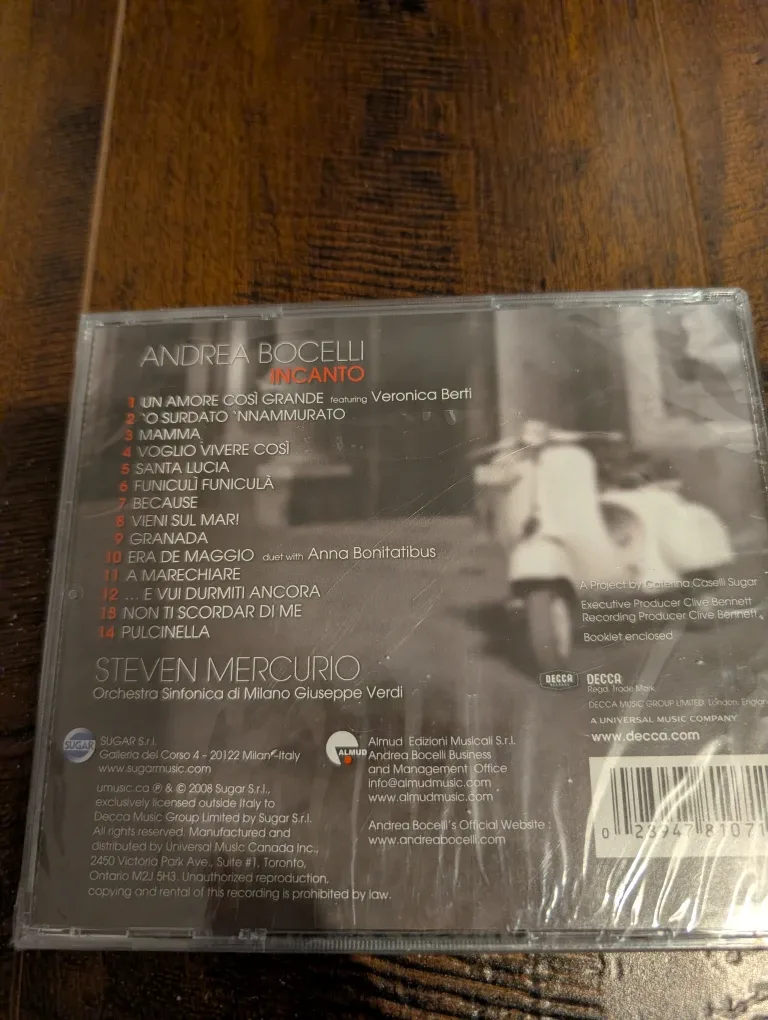 ANDREA BOCELLI
INCANTO
1 UN AMORE COSÌ GRANDE featuring Veronica Berti
2 'O SURDATO 'NNAMMURATO
3 MAMMA
4 VOGLIO VIVERE COSÌ
5 SANTA LUCIA
6 FUNICULÌ FUNICULÀ
7 BECAUSE
8 VIENI SUL MAR!
9 GRANADA
10 ERA DE MAGGIO duet with Anna Bonitatibus
11 A MARECHIARE
12 ... E VUI DURMITI ANCORA
13 NON TI SCORDAR DI ME
14 PULCINELLA
STEVEN MERCURIO
Orchestra Sinfonica di Milano Giuseppe Verdi
A Project by Caterina Caselli Sugar
Executive Producer Clive Bennett
Recording Producer Clive Bennett
Booklet enclosed
DECCA
DECCA
Regd. Trade Mark
DECCA MUSIC GROUP LIMITED. London, England
A UNIVERSAL MUSIC COMPANY
www.decca.com
SUGAR
SUGAR S.r.l.
Galleria del Corso 4 - 20122 Milan-Italy
www.sugarmusic.com
umusic.ca ℗ & © 2008 Sugar S.r.l.,
exclusively licensed outside Italy to
Decca Music Group Limited by Sugar S.r.l.
All rights reserved. Manufactured and
distributed by Universal Music Canada Inc.,
2450 Victoria Park Ave., Suite #1, Toronto,
Ontario M2J 5H3. Unauthorized reproduction,
copying and rental of this recording is prohibited by law.
ALMUD
Almud Edizioni Musicali S.r.l.
Andrea Bocelli Business
and Management Office
info@almudmusic.com
www.almudmusic.com
Andrea Bocelli's Official Website :
www.andreabocelli.com
0 28947 81071